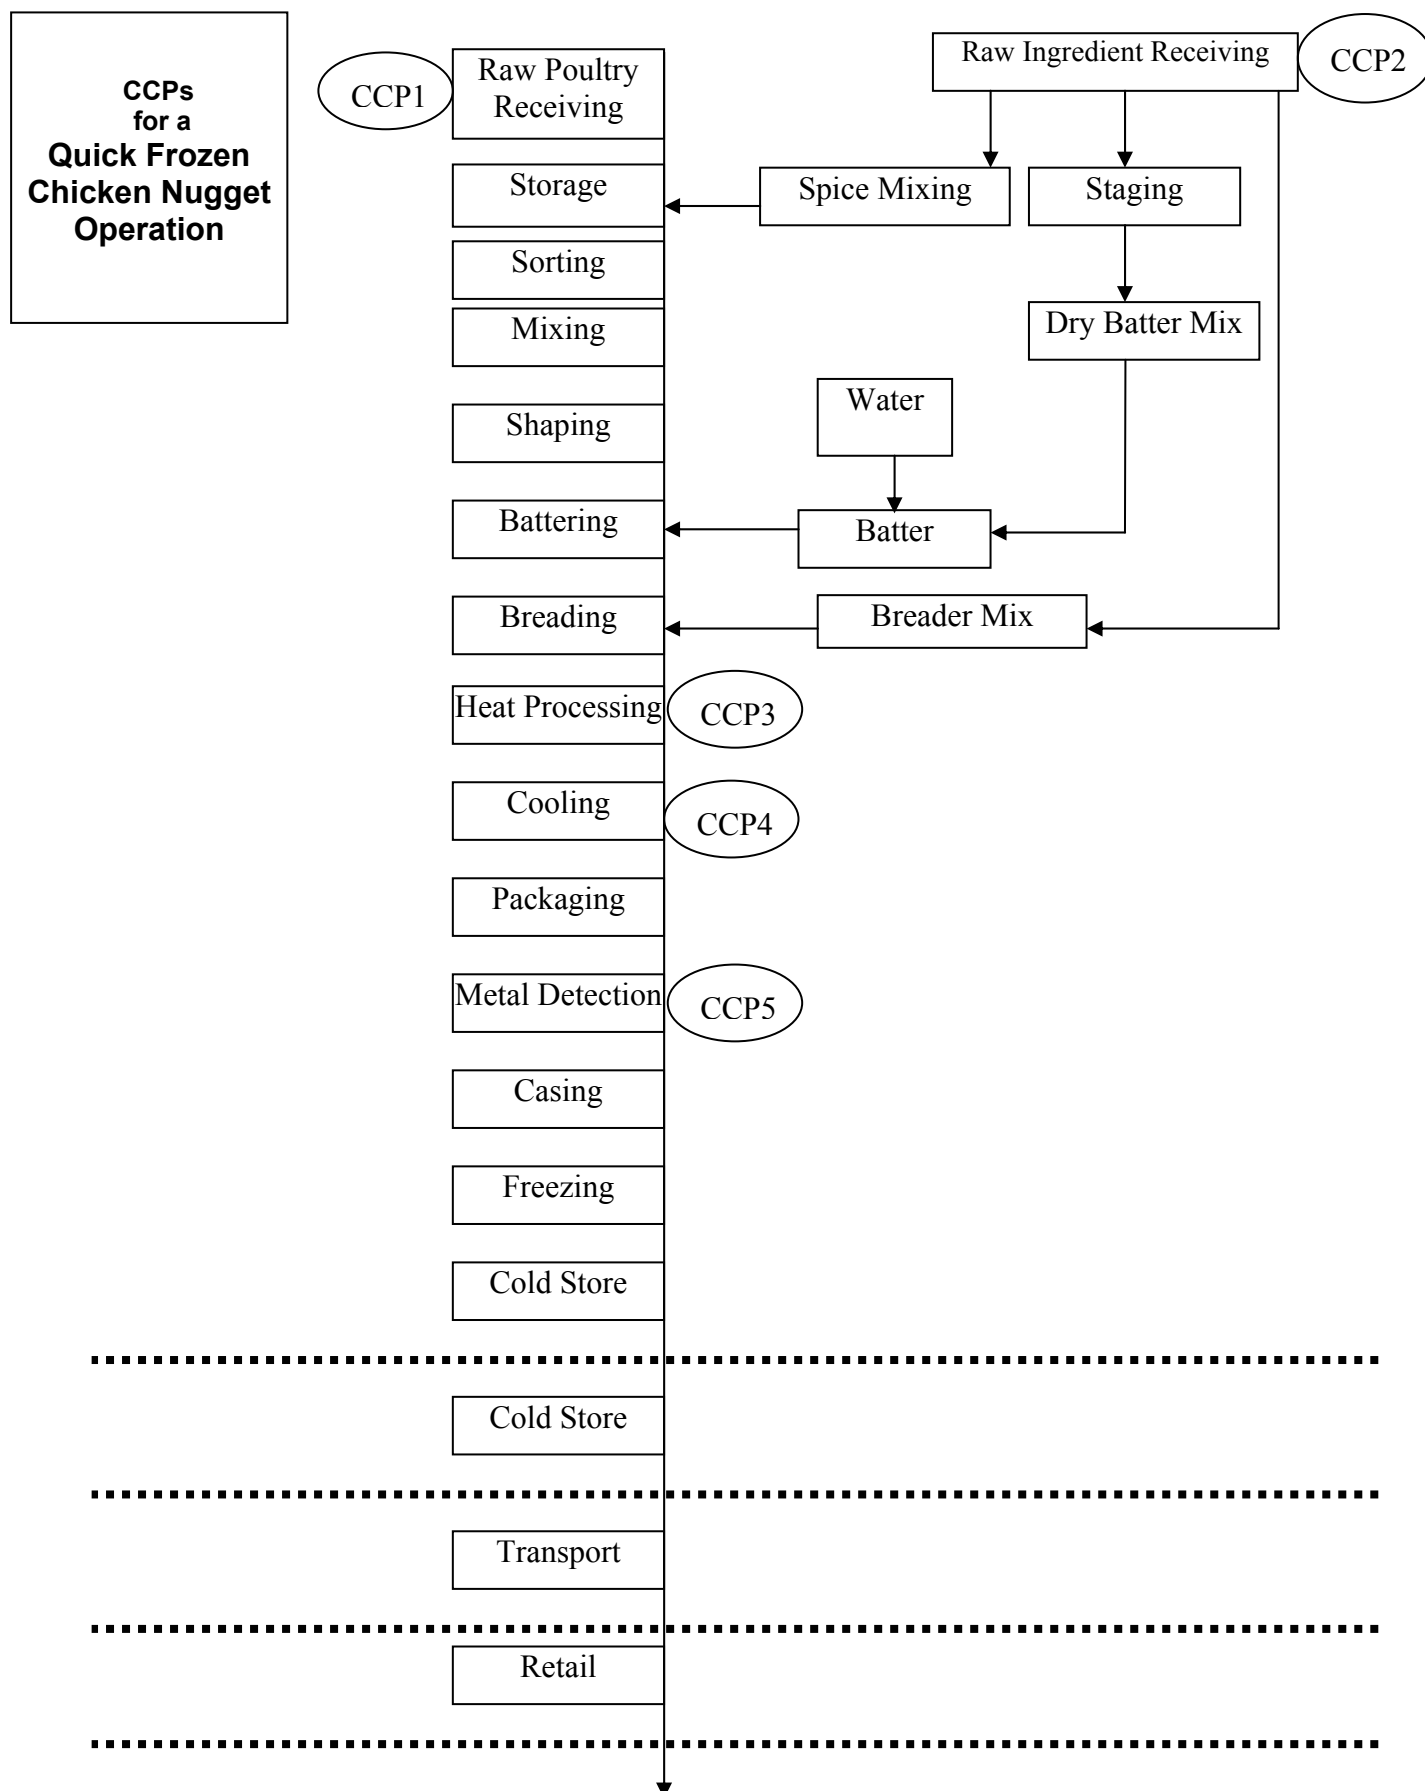 CCPs
for a
Quick Frozen
Chicken Nugget
Operation
CCP1
Raw Poultry
Receiving
Raw Ingredient Receiving
CCP2
Storage
Spice Mixing
Staging
Sorting
Mixing
Dry Batter Mix
Water
Shaping
Battering
Batter
Breading
Breader Mix
Heat Processing
CCP3
Cooling
CCP4
Packaging
Metal Detection
CCP5
Casing
Freezing
Cold Store
Cold Store
Transport
Retail